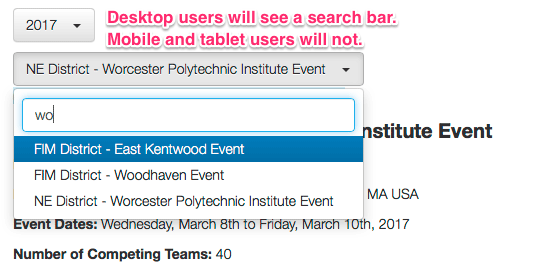 2017
Desktop users will see a search bar.
Mobile and tablet users will not.
NE District - Worcester Polytechnic Institute Event
wo
FIM District - East Kentwood Event
stitute Event
FIM District - Woodhaven Event
NE District - Worcester Polytechnic Institute Event
MA USA
Event Dates: Wednesday, March 8th to Friday, March 10th, 2017
Number of Competing Teams: 40